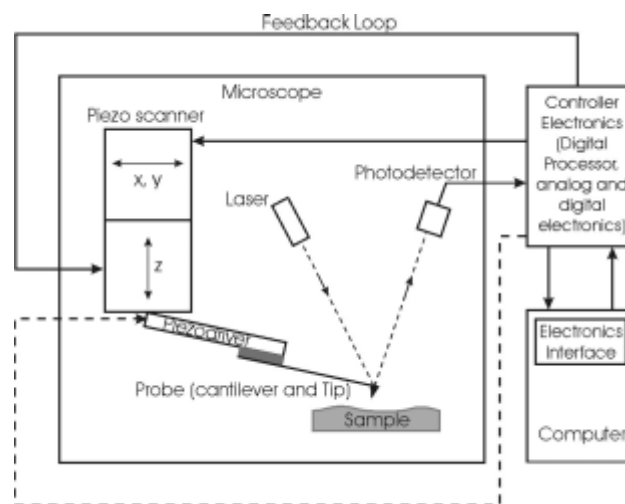 Feedback Loop
Microscope
Piezo scanner
x, y
z
Laser
Photodetector
Controller
Electronics
(Digital
Processor,
analog and
digital
electronics)
Piezodriver
Probe (cantilever and Tip)
Sample
Electronics
Interface
Computer